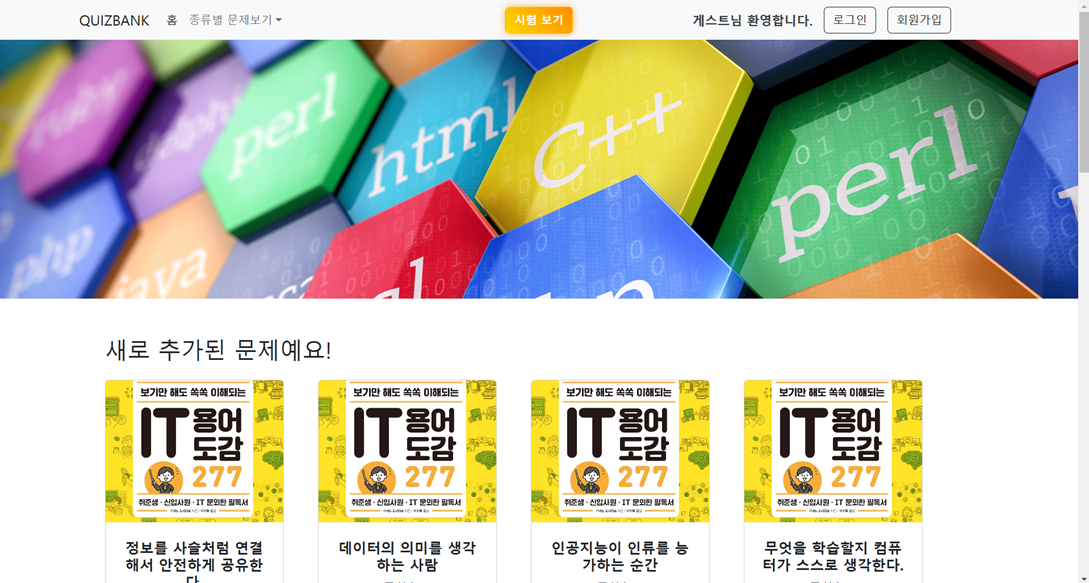 QUIZBANK 홈 종류별 문제보기 시험 보기 게스트님 환영합니다. 로그인 회원가입
perl
html
C++
perl
php
java
새로 추가된 문제예요!
보기만 해도 쏙쏙 이해되는
IT 용어
도감
277
취준생 · 신입사원 · IT 문외한 필독서
정보를 사슬처럼 연결
해서 안전하게 공유한
다
보기만 해도 쏙쏙 이해되는
IT 용어
도감
277
취준생 · 신입사원 · IT 문외한 필독서
데이터의 의미를 생각
하는 사람
보기만 해도 쏙쏙 이해되는
IT 용어
도감
277
취준생 · 신입사원 · IT 문외한 필독서
인공지능이 인류를 능
가하는 순간
보기만 해도 쏙쏙 이해되는
IT 용어
도감
277
취준생 · 신입사원 · IT 문외한 필독서
무엇을 학습할지 컴퓨
터가 스스로 생각한다.